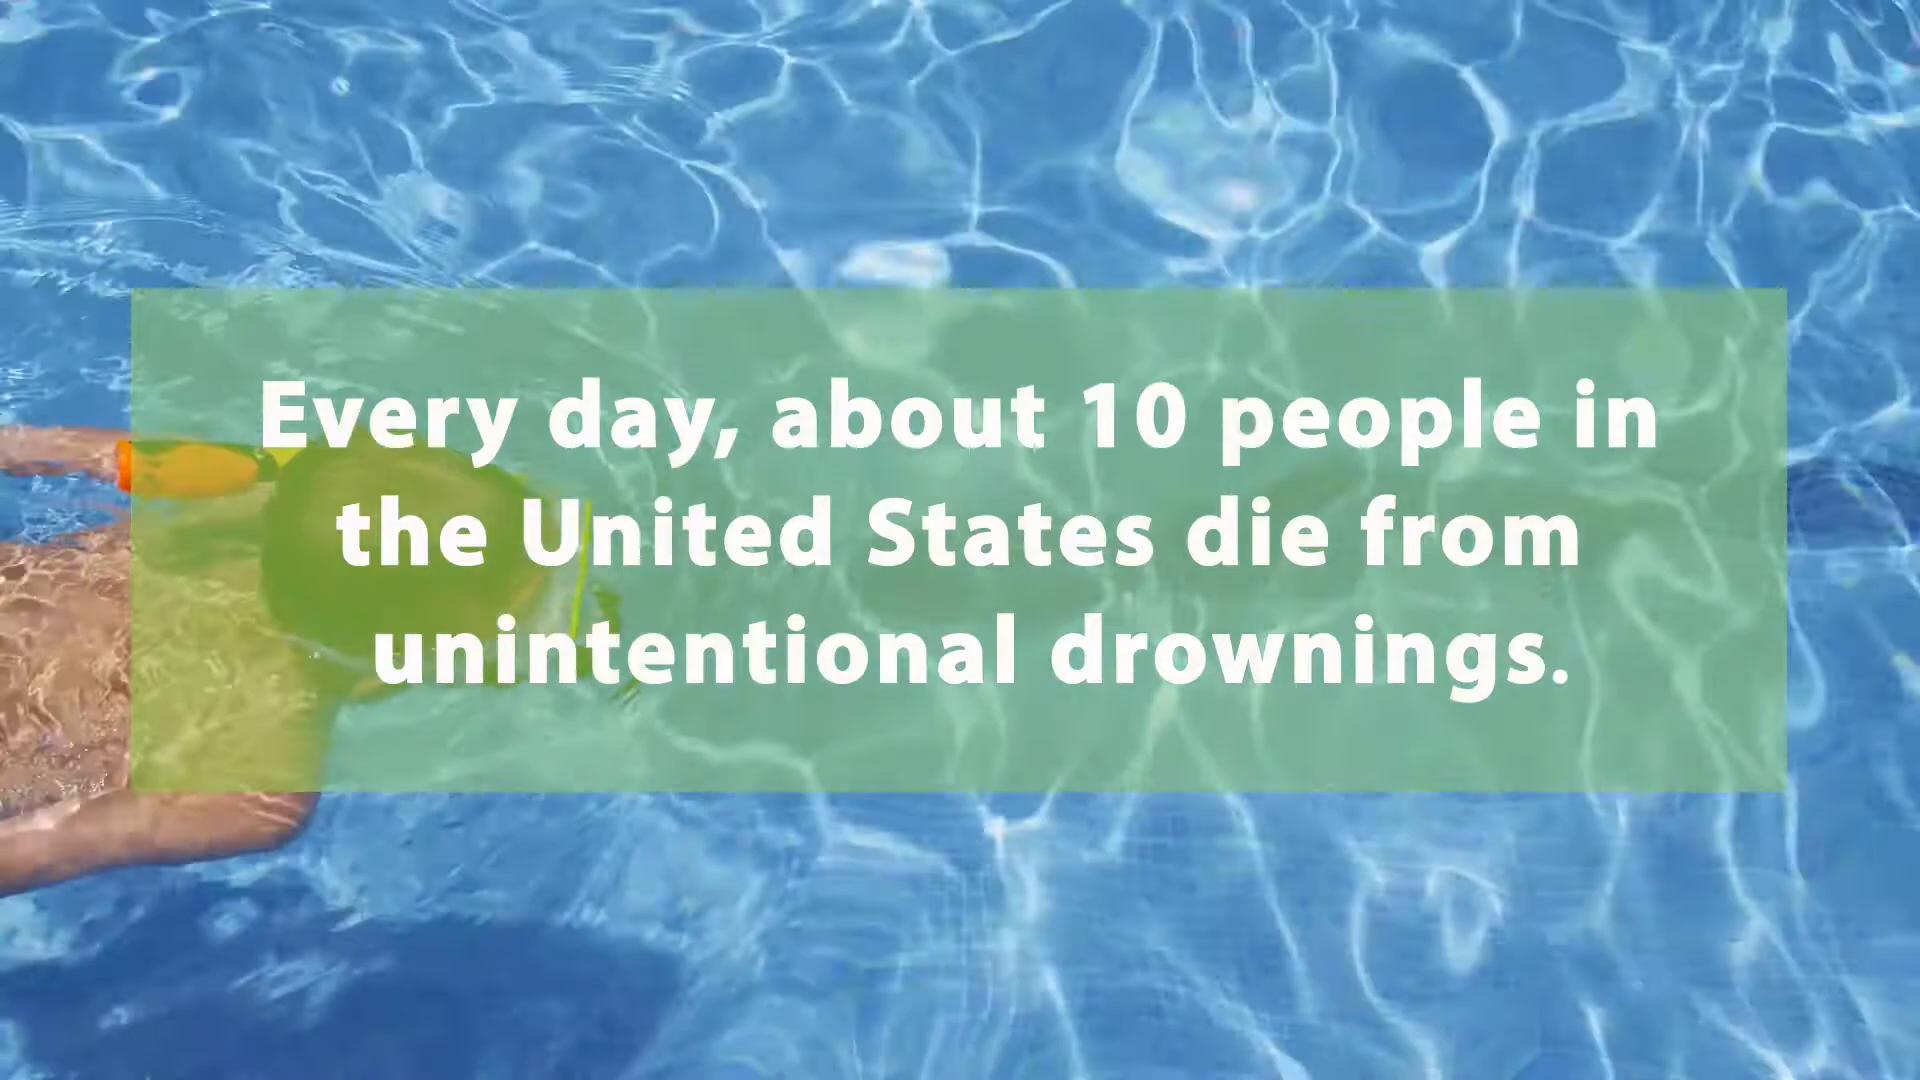 Every day, about 10 people in
the United States die from
unintentional drownings.